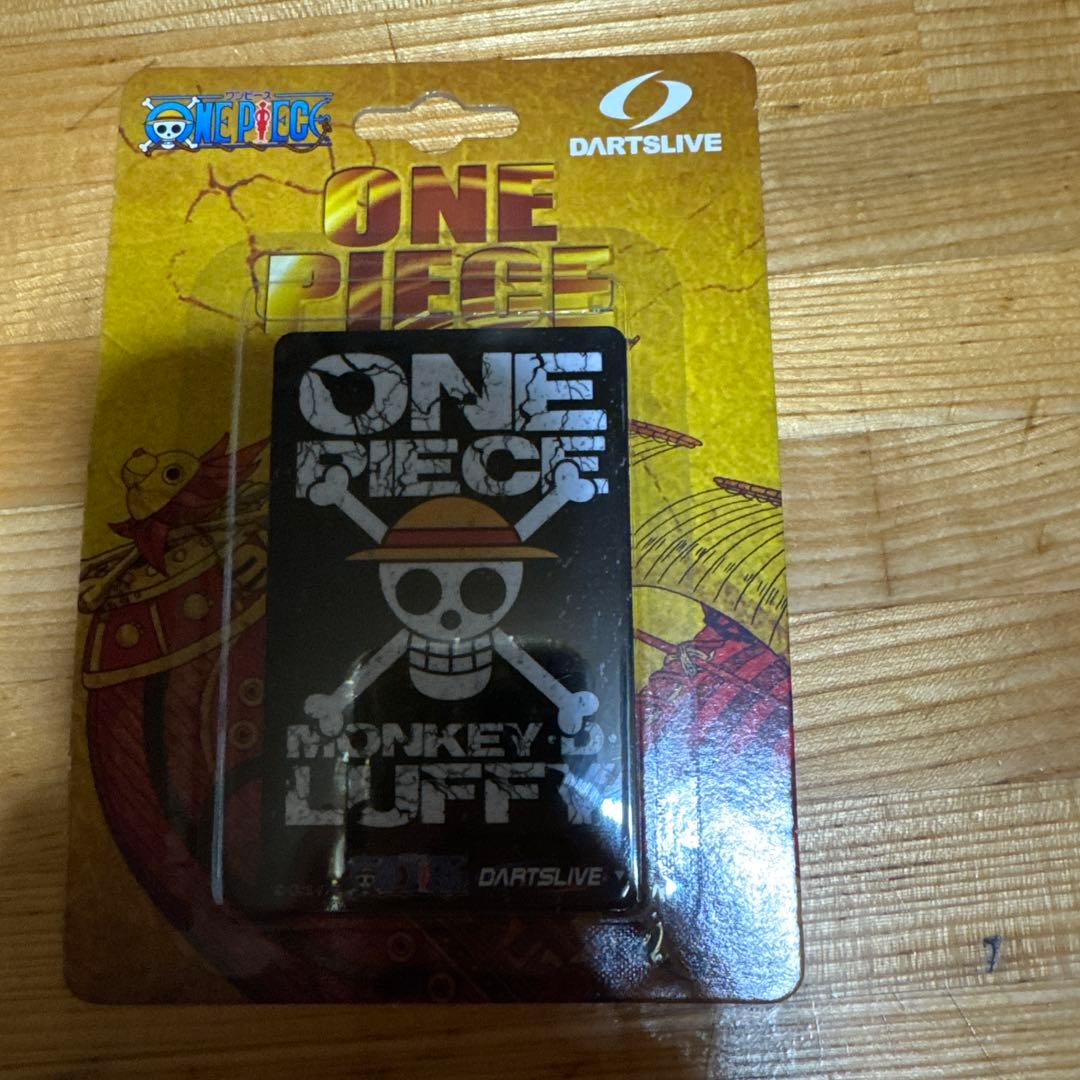 ワンピース
ONE PIECE
DARTSLIVE
ONE
PIECE
ONE
PIECE
MONKEY·D·
LUFFY
DARTSLIVE